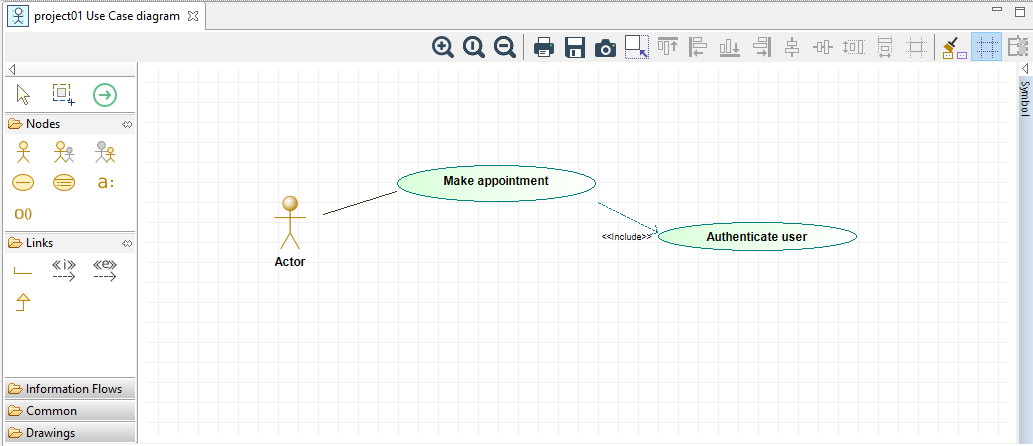 project01 Use Case diagram
Nodes
a:
O()
Links
«i»
«e»
Information Flows
Common
Drawings
Make appointment
Actor
<<Include>>
Authenticate user
Symbol